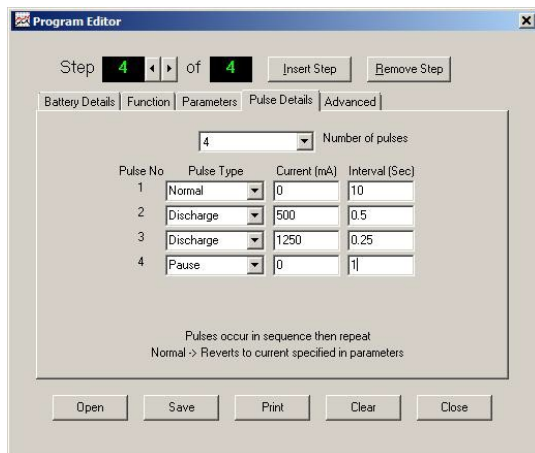 Program Editor
Step 4 of 4 Insert Step Remove Step
Battery Details Function Parameters Pulse Details Advanced
4 Number of pulses
Pulse No Pulse Type Current (mA) Interval (Sec)
1 Normal 0 10
2 Discharge 500 0.5
3 Discharge 1250 0.25
4 Pause 0 1
Pulses occur in sequence then repeat
Normal -> Reverts to current specified in parameters
Open Save Print Clear Close